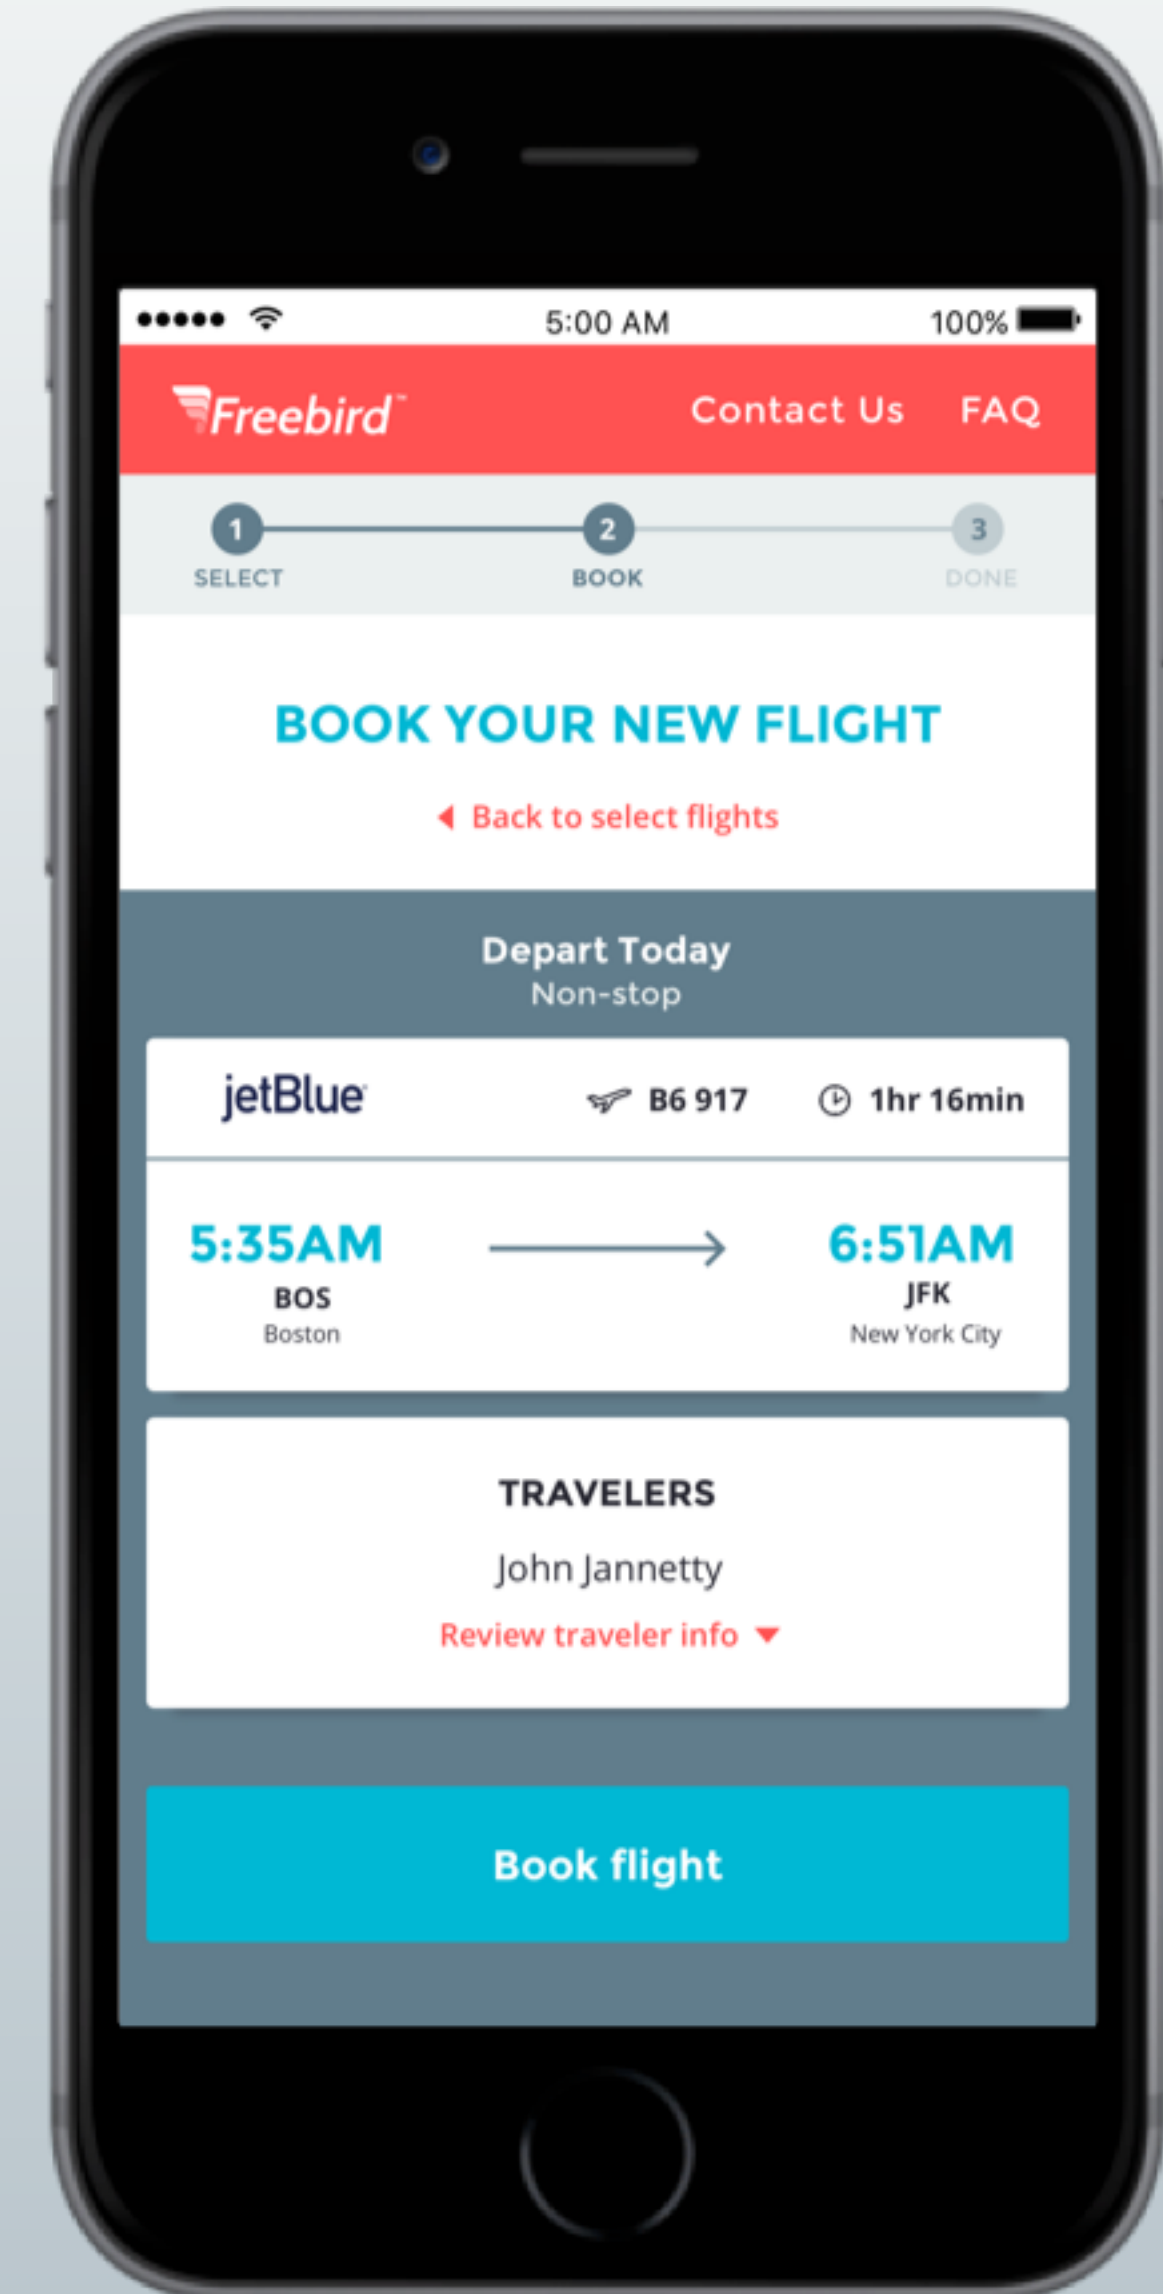 5:00 AM 100%
Freebird™ Contact Us FAQ
1 2 3
SELECT BOOK DONE
BOOK YOUR NEW FLIGHT
Back to select flights
Depart Today
Non-stop
jetBlue B6 917 1hr 16min
5:35AM 6:51AM
BOS JFK
Boston New York City
TRAVELERS
John Jannetty
Review traveler info
Book flight